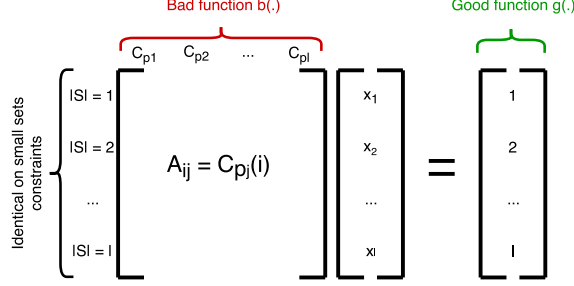 Bad function b(.)
Good function g(.)
Cp1 Cp2 ... Cpl
Identical on small sets
constraints
|S| = 1
|S| = 2
...
|S| = l
Aij = Cpj(i)
x1
x2
...
xl
=
1
2
...
l